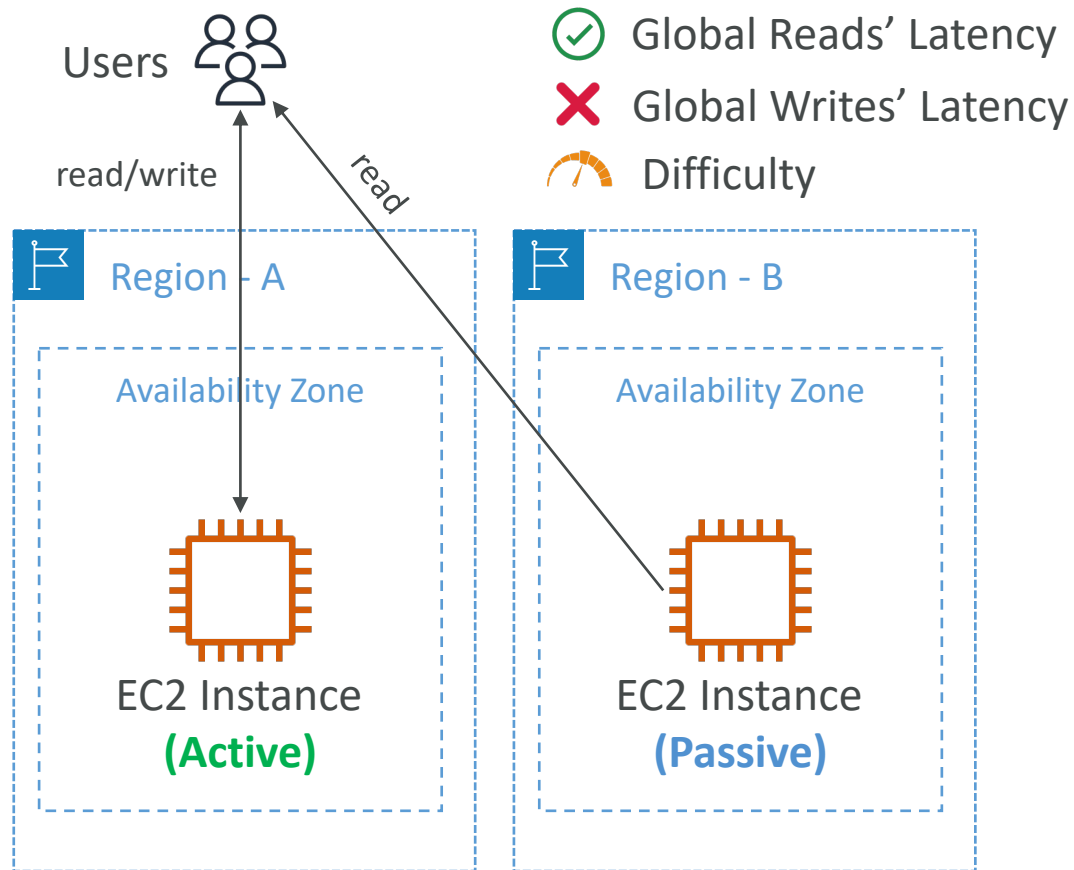 Users
Global Reads’ Latency
Global Writes’ Latency
Difficulty
read/write
read
Region - A
Region - B
Availability Zone
Availability Zone
EC2 Instance
(Active)
EC2 Instance
(Passive)